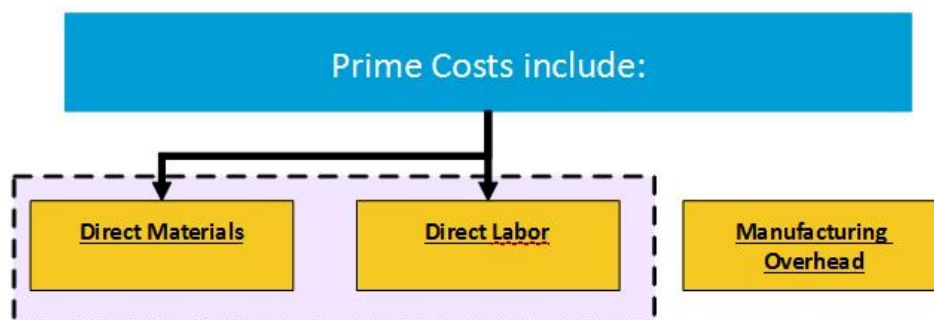 Prime Costs include:
Direct Materials
Direct Labor
Manufacturing
Overhead